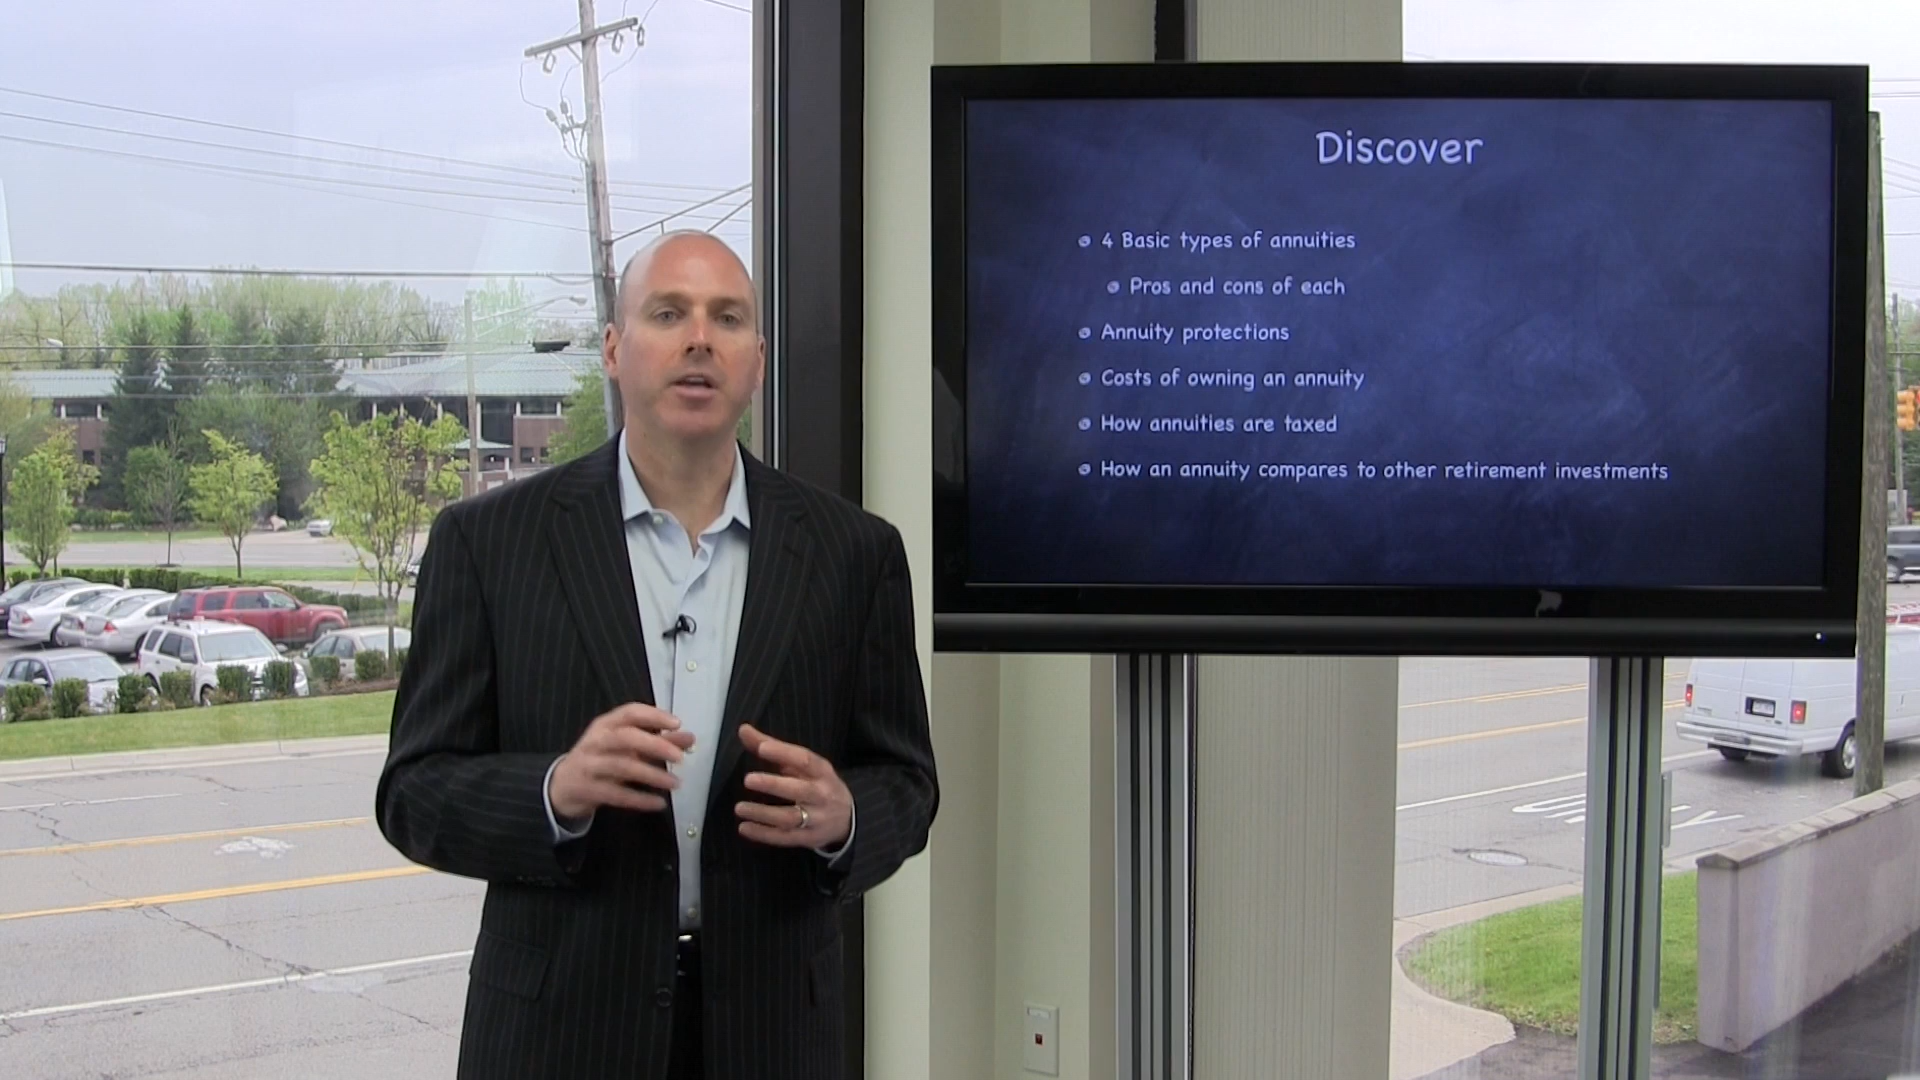 Discover
4 Basic types of annuities
Pros and cons of each
Annuity protections
Costs of owning an annuity
How annuities are taxed
How an annuity compares to other retirement investments